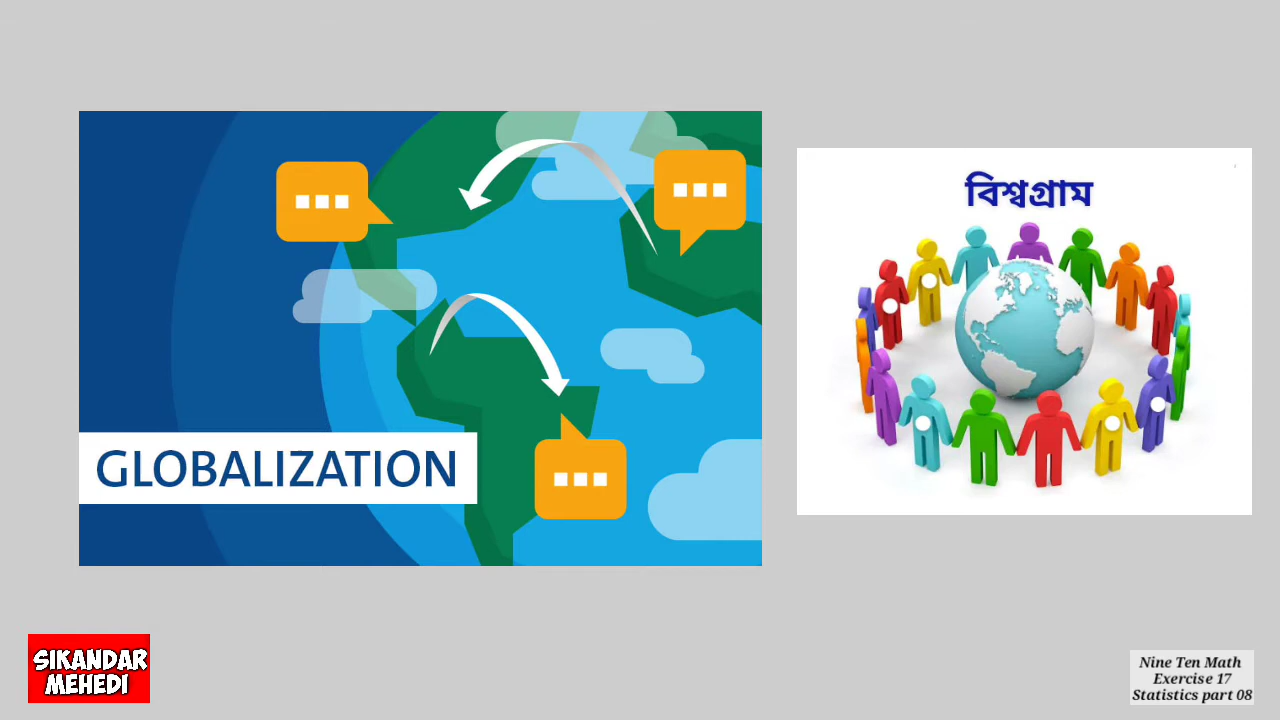 GLOBALIZATION
বিশ্বগ্রাম
SIKANDAR
MEHEDI
Nine Ten Math
Exercise 17
Statistics part 08